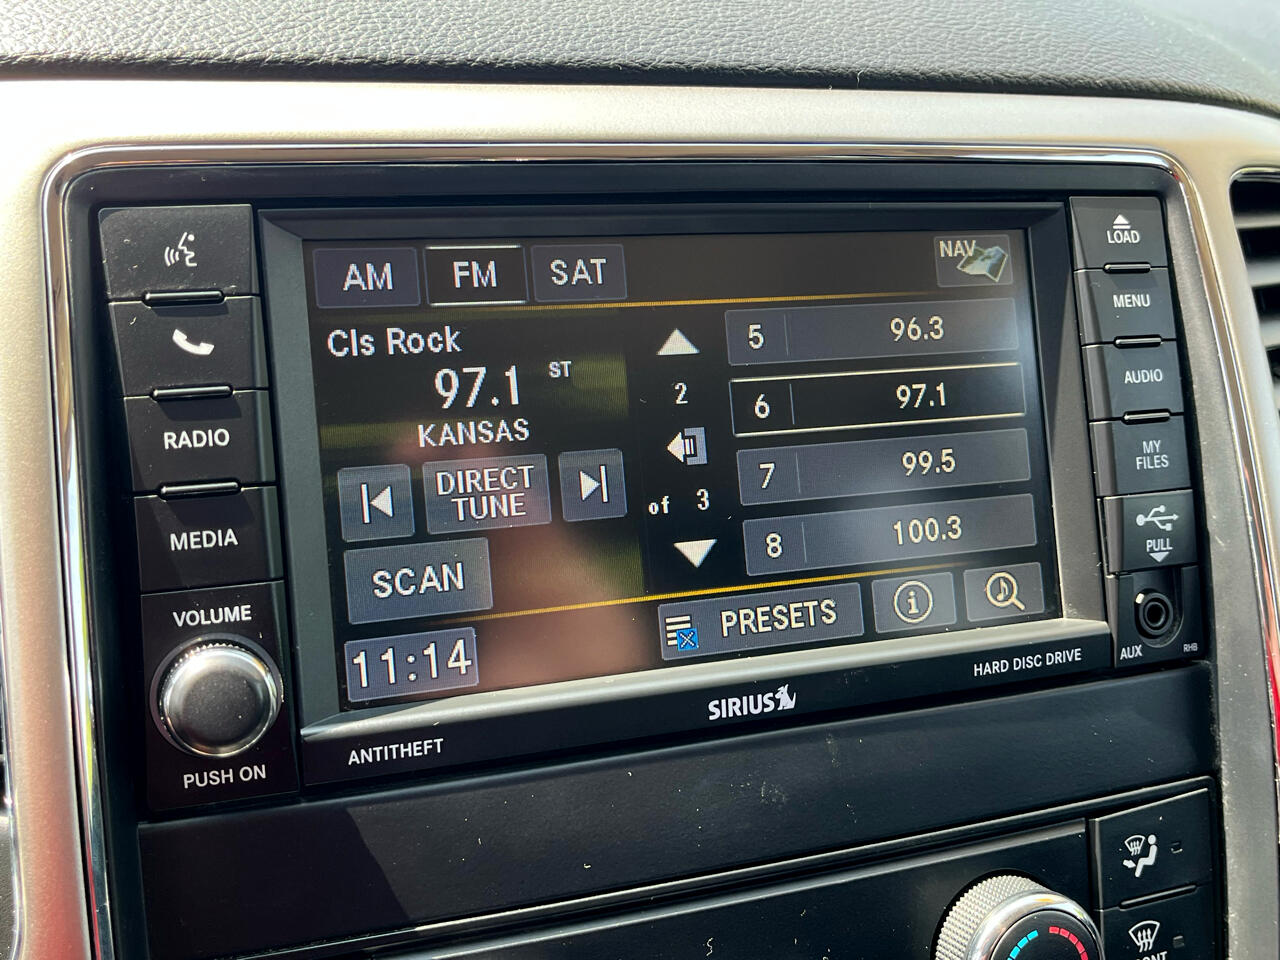 AM FM SAT NAV
Cls Rock
97.1 ST
KANSAS
DIRECT
TUNE
SCAN
11:14
2
of 3
5 96.3
6 97.1
7 99.5
8 100.3
PRESETS
RADIO
MEDIA
VOLUME
PUSH ON
LOAD
MENU
AUDIO
MY
FILES
PULL
AUX
RHB
ANTITHEFT
SIRIUS
HARD DISC DRIVE